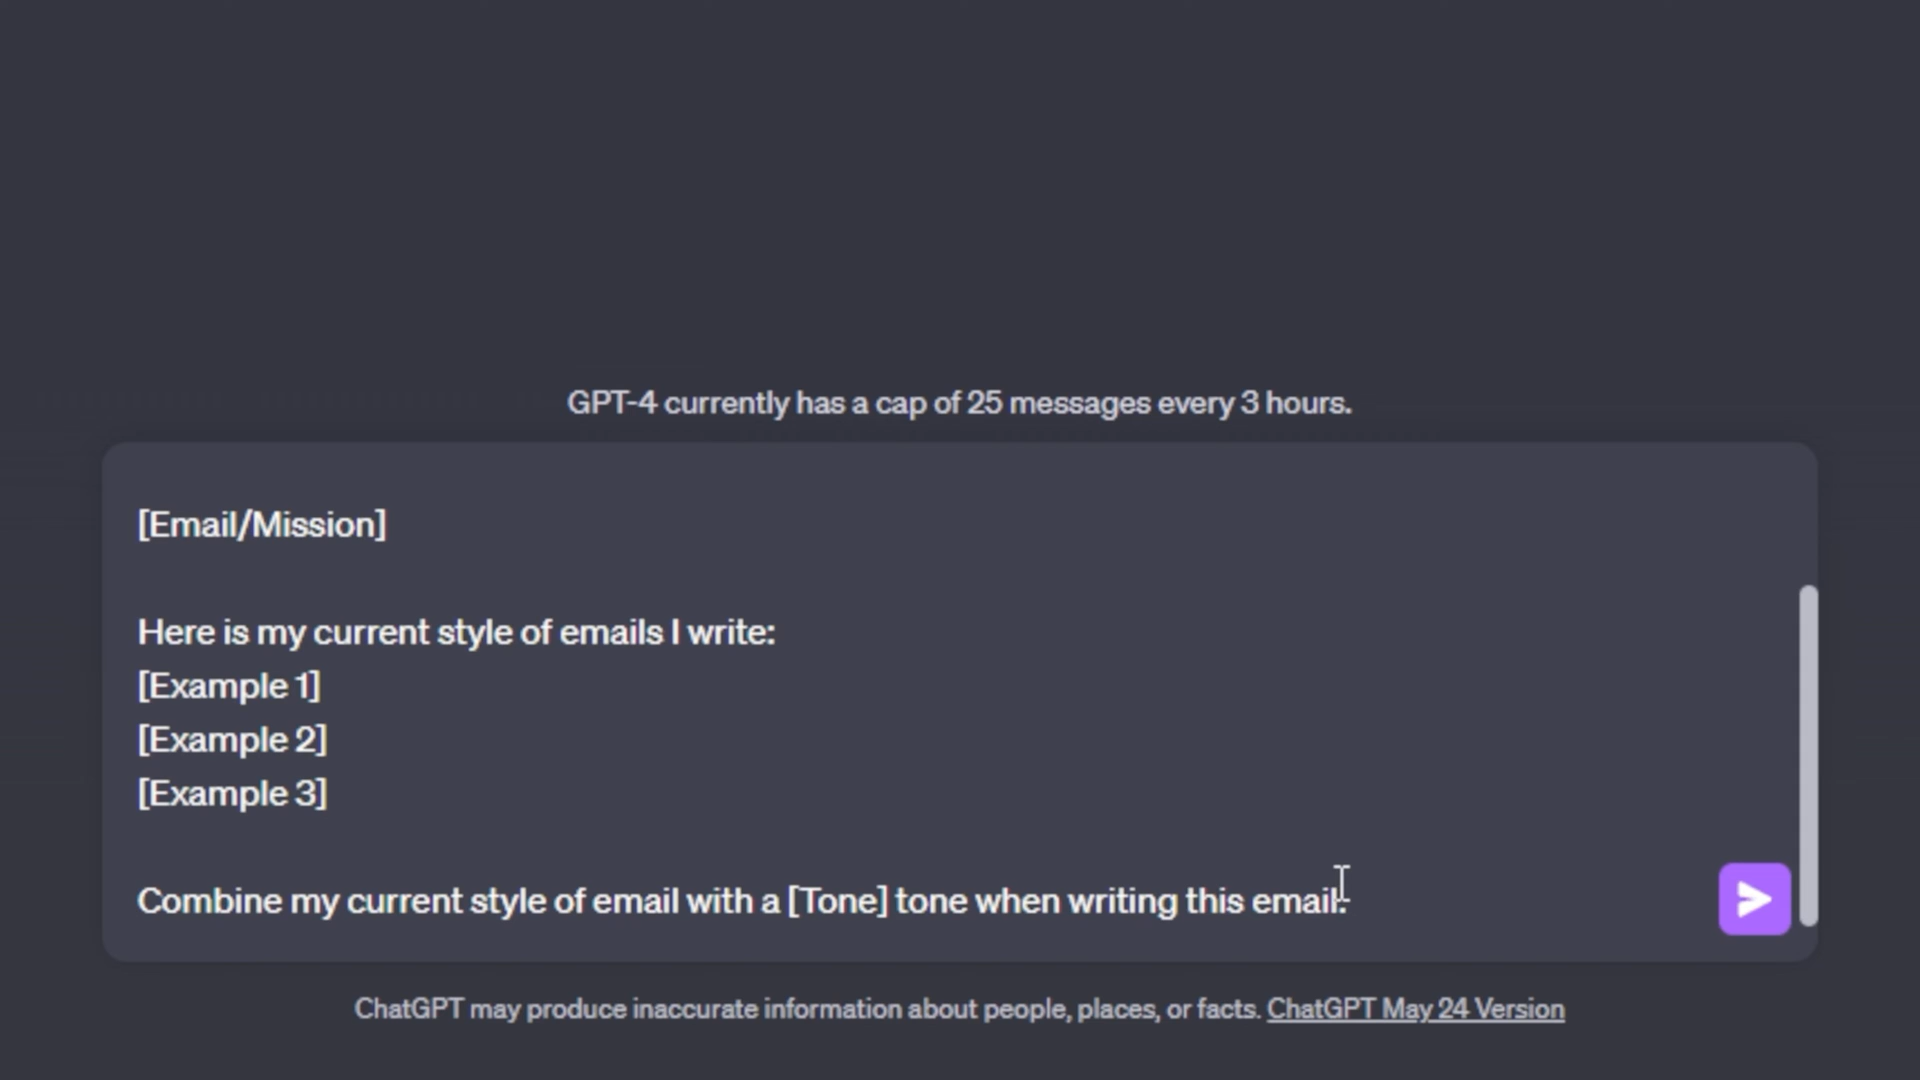 GPT-4 currently has a cap of 25 messages every 3 hours.
[Email/Mission]
Here is my current style of emails I write:
[Example 1]
[Example 2]
[Example 3]
Combine my current style of email with a [Tone] tone when writing this email.
ChatGPT may produce inaccurate information about people, places, or facts. ChatGPT May 24 Version